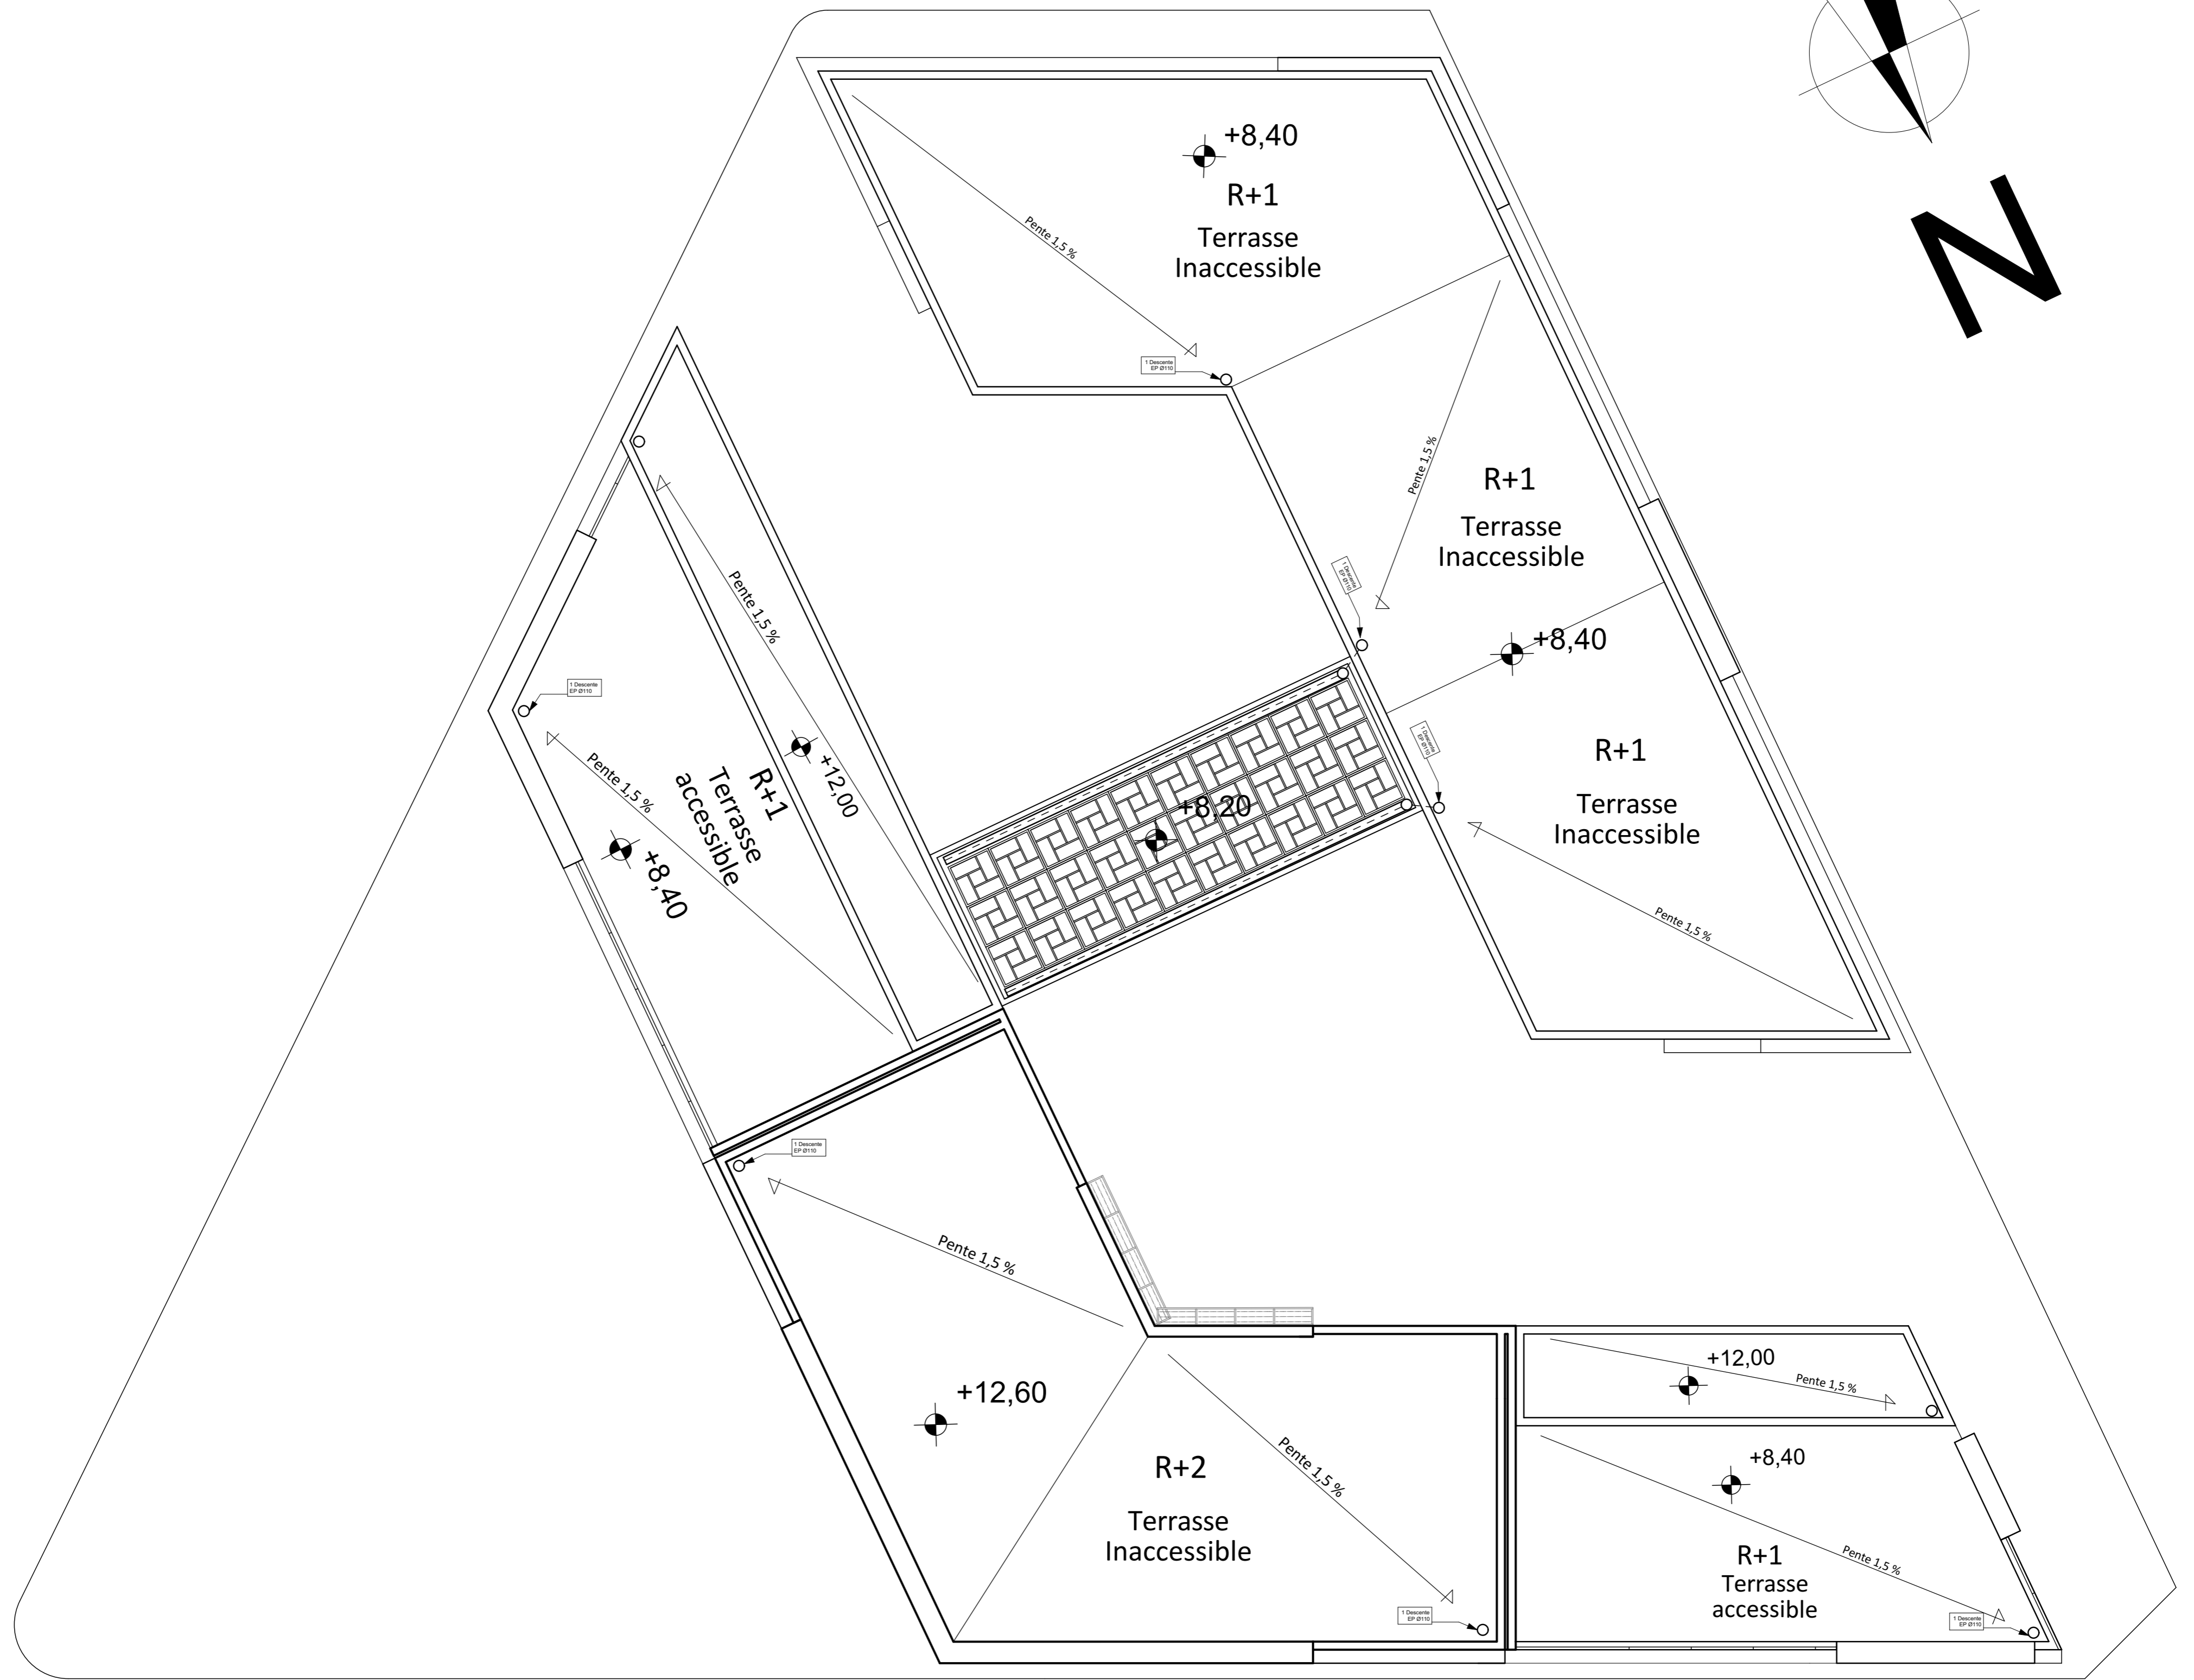 +8,40
R+1
Terrasse
Inaccessible
Pente 1,5 %
1 Descente
EP Ø110
N
Pente 1,5 %
R+1
Terrasse
Inaccessible
1 Descente
EP Ø110
+8,40
1 Descente
EP Ø110
R+1
Terrasse
Inaccessible
Pente 1,5 %
Pente 1,5 %
+12,00
1 Descente
EP Ø110
Pente 1,5 %
R+1
Terrasse
accessible
+8,40
+8,20
1 Descente
EP Ø110
Pente 1,5 %
+12,60
R+2
Terrasse
Inaccessible
Pente 1,5 %
1 Descente
EP Ø110
+12,00
Pente 1,5 %
+8,40
Pente 1,5 %
R+1
Terrasse
accessible
1 Descente
EP Ø110